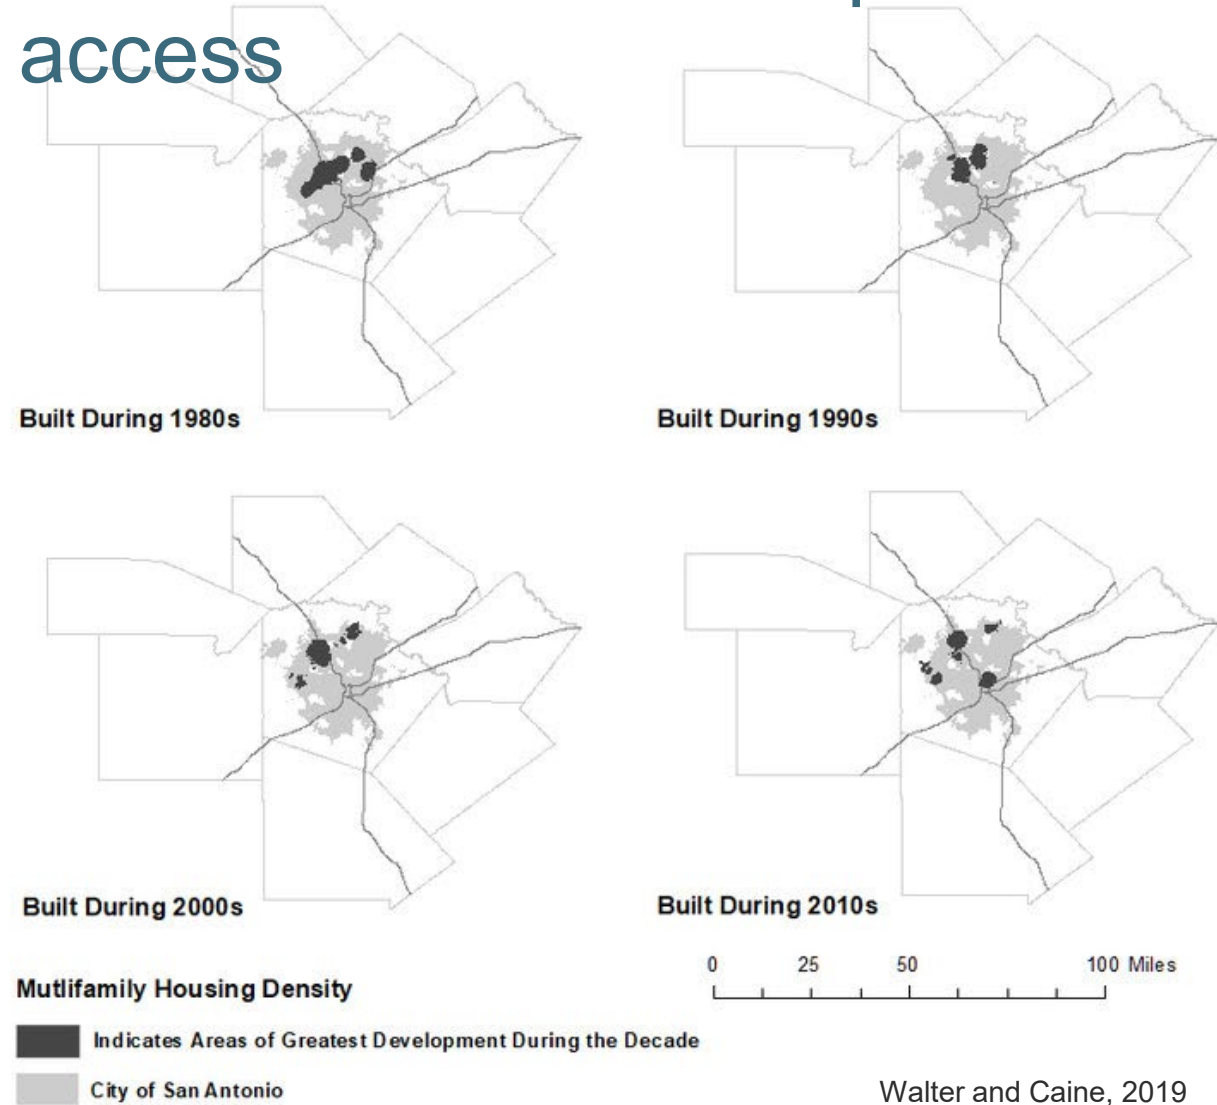 access
Built During 1980s
Built During 1990s
Built During 2000s
Built During 2010s
0 25 50 100 Miles
Mutlifamily Housing Density
Indicates Areas of Greatest Development During the Decade
City of San Antonio
Walter and Caine, 2019